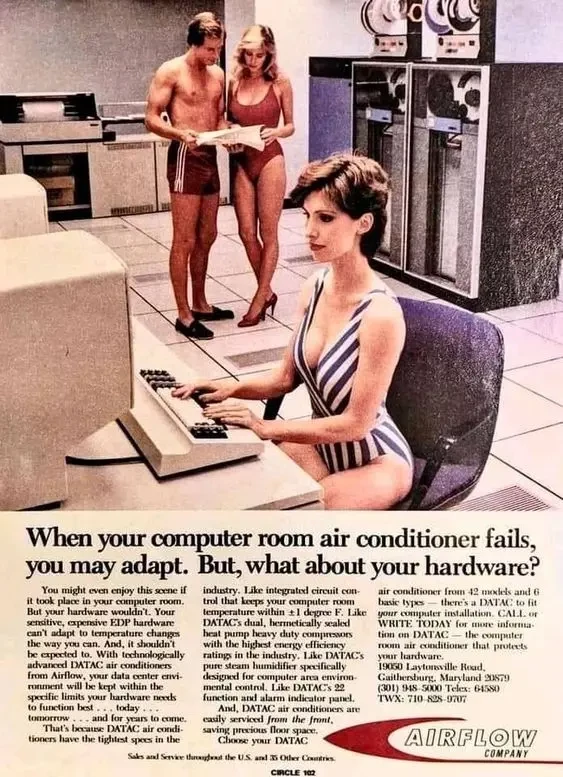 When your computer room air conditioner fails,
you may adapt. But, what about your hardware?
You might even enjoy this scene if
it took place in your computer room.
But your hardware wouldn't. Your
sensitive, expensive EDP hardware
can't adapt to temperature changes
the way you can. And, it shouldn't
be expected to. With technologically
advanced DATAC air conditioners
from Airflow, your data center envi-
ronment will be kept within the
specific limits your hardware needs
to function best . . . today . . .
tomorrow . . . and for years to come.
That's because DATAC air condi-
tioners have the tightest specs in the
industry. Like integrated circuit con-
trol that keeps your computer room
temperature within ±1 degree F. Like
DATAC's dual, hermetically sealed
heat pump heavy duty compressors
with the highest energy efficiency
ratings in the industry. Like DATAC's
pure steam humidifier specifically
designed for computer area environ-
mental control. Like DATAC's 22
function and alarm indicator panel.
And, DATAC air conditioners are
easily serviced from the front,
saving precious floor space.
Choose your DATAC
air conditioner from 42 models and 6
basic types — there's a DATAC to fit
your computer installation. CALL or
WRITE TODAY for more informa-
tion on DATAC — the computer
room air conditioner that protects
your hardware.
19050 Laytonsville Road,
Gaithersburg, Maryland 20879
(301) 948-5000 Telex: 64580
TWX: 710-828-9707
AIRFLOW
COMPANY
Sales and Service throughout the U.S. and 35 Other Countries.
CIRCLE 102